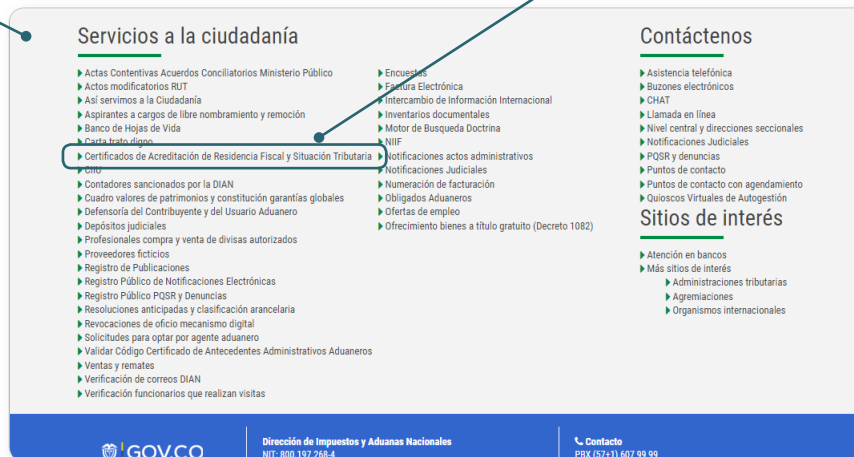 Servicios a la ciudadanía
Actas Contentivas Acuerdos Conciliatorios Ministerio Público
Actos modificatorios RUT
Así servimos a la Ciudadanía
Aspirantes a cargos de libre nombramiento y remoción
Banco de Hojas de Vida
Carta trato digno
Certificados de Acreditación de Residencia Fiscal y Situación Tributaria
CIIU
Contadores sancionados por la DIAN
Cuadro valores de patrimonios y constitución garantías globales
Defensoría del Contribuyente y del Usuario Aduanero
Depósitos judiciales
Profesionales compra y venta de divisas autorizados
Proveedores ficticios
Registro de Publicaciones
Registro Público de Notificaciones Electrónicas
Registro Público PQSR y Denuncias
Resoluciones anticipadas y clasificación arancelaria
Revocaciones de oficio mecanismo digital
Solicitudes para optar por agente aduanero
Validar Código Certificado de Antecedentes Administrativos Aduaneros
Ventas y remates
Verificación de correos DIAN
Verificación funcionarios que realizan visitas
Encuestas
Factura Electrónica
Intercambio de Información Internacional
Inventarios documentales
Motor de Busqueda Doctrina
NIIF
Notificaciones actos administrativos
Notificaciones Judiciales
Numeración de facturación
Obligados Aduaneros
Ofertas de empleo
Ofrecimiento bienes a título gratuito (Decreto 1082)
Contáctenos
Asistencia telefónica
Buzones electrónicos
CHAT
Llamada en línea
Nivel central y direcciones seccionales
Notificaciones Judiciales
PQSR y denuncias
Puntos de contacto
Puntos de contacto con agendamiento
Quioscos Virtuales de Autogestión
Sitios de interés
Atención en bancos
Más sitios de interés
Administraciones tributarias
Agremiaciones
Organismos internacionales
GOV.CO
Dirección de Impuestos y Aduanas Nacionales
NIT: 800.197.268-4
Contacto
PBX (57+1) 607 99 99